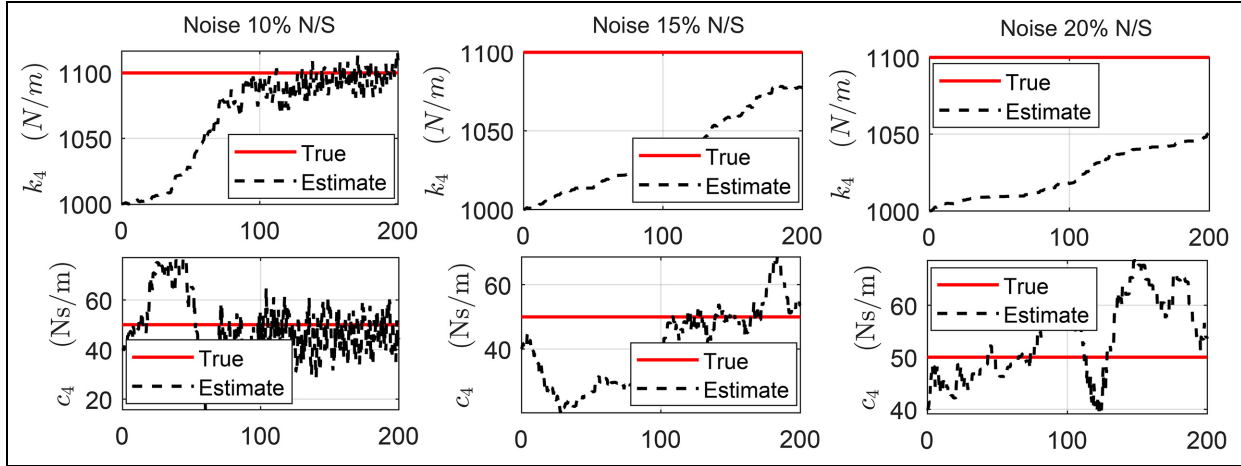 Noise 10% N/S
Noise 15% N/S
Noise 20% N/S
k4 (N/m)
1100
1050
1000
True
Estimate
0 100 200
k4 (N/m)
1100
1050
1000
True
Estimate
0 100 200
k4 (N/m)
1100
1050
1000
True
Estimate
0 100 200
c4 (Ns/m)
60
40
20
True
Estimate
0 100 200
c4 (Ns/m)
60
40
True
Estimate
0 100 200
c4 (Ns/m)
60
50
40
True
Estimate
0 100 200